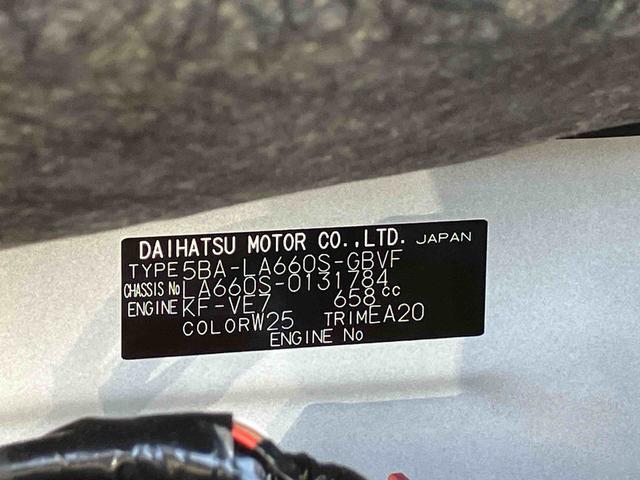 DAIHATSU MOTOR CO.,LTD. JAPAN
TYPE 5BA-LA660S-GBVF
CHASSIS No LA660S-0131784
ENGINE KF-VE7 658 cc
COLOR W25 TRIM EA20
ENGINE No